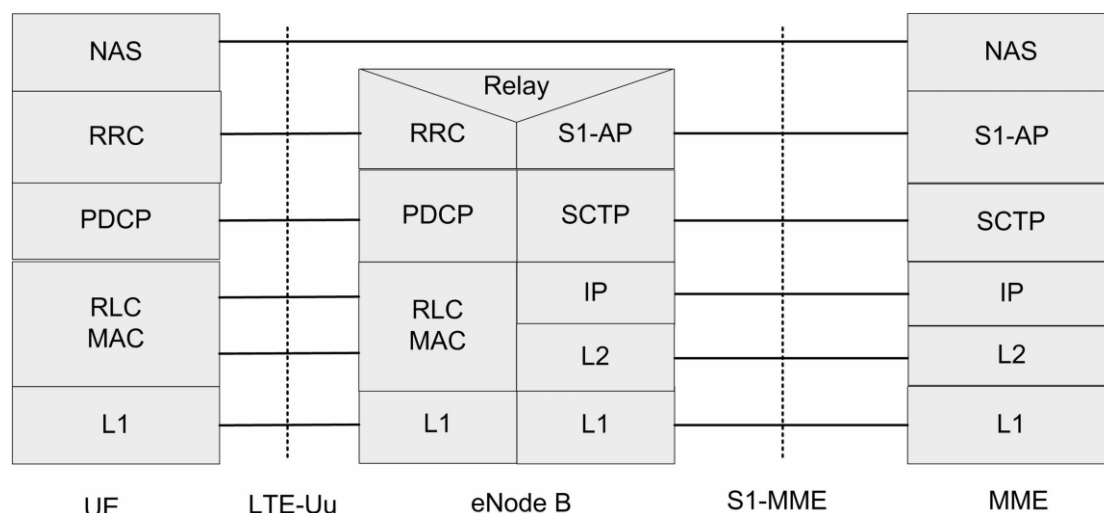 NAS
NAS
Relay
RRC
RRC
S1-AP
S1-AP
PDCP
PDCP
SCTP
SCTP
RLC
MAC
RLC
MAC
IP
IP
L2
L2
L1
L1
L1
L1
UE
LTE-Uu
eNode B
S1-MME
MME